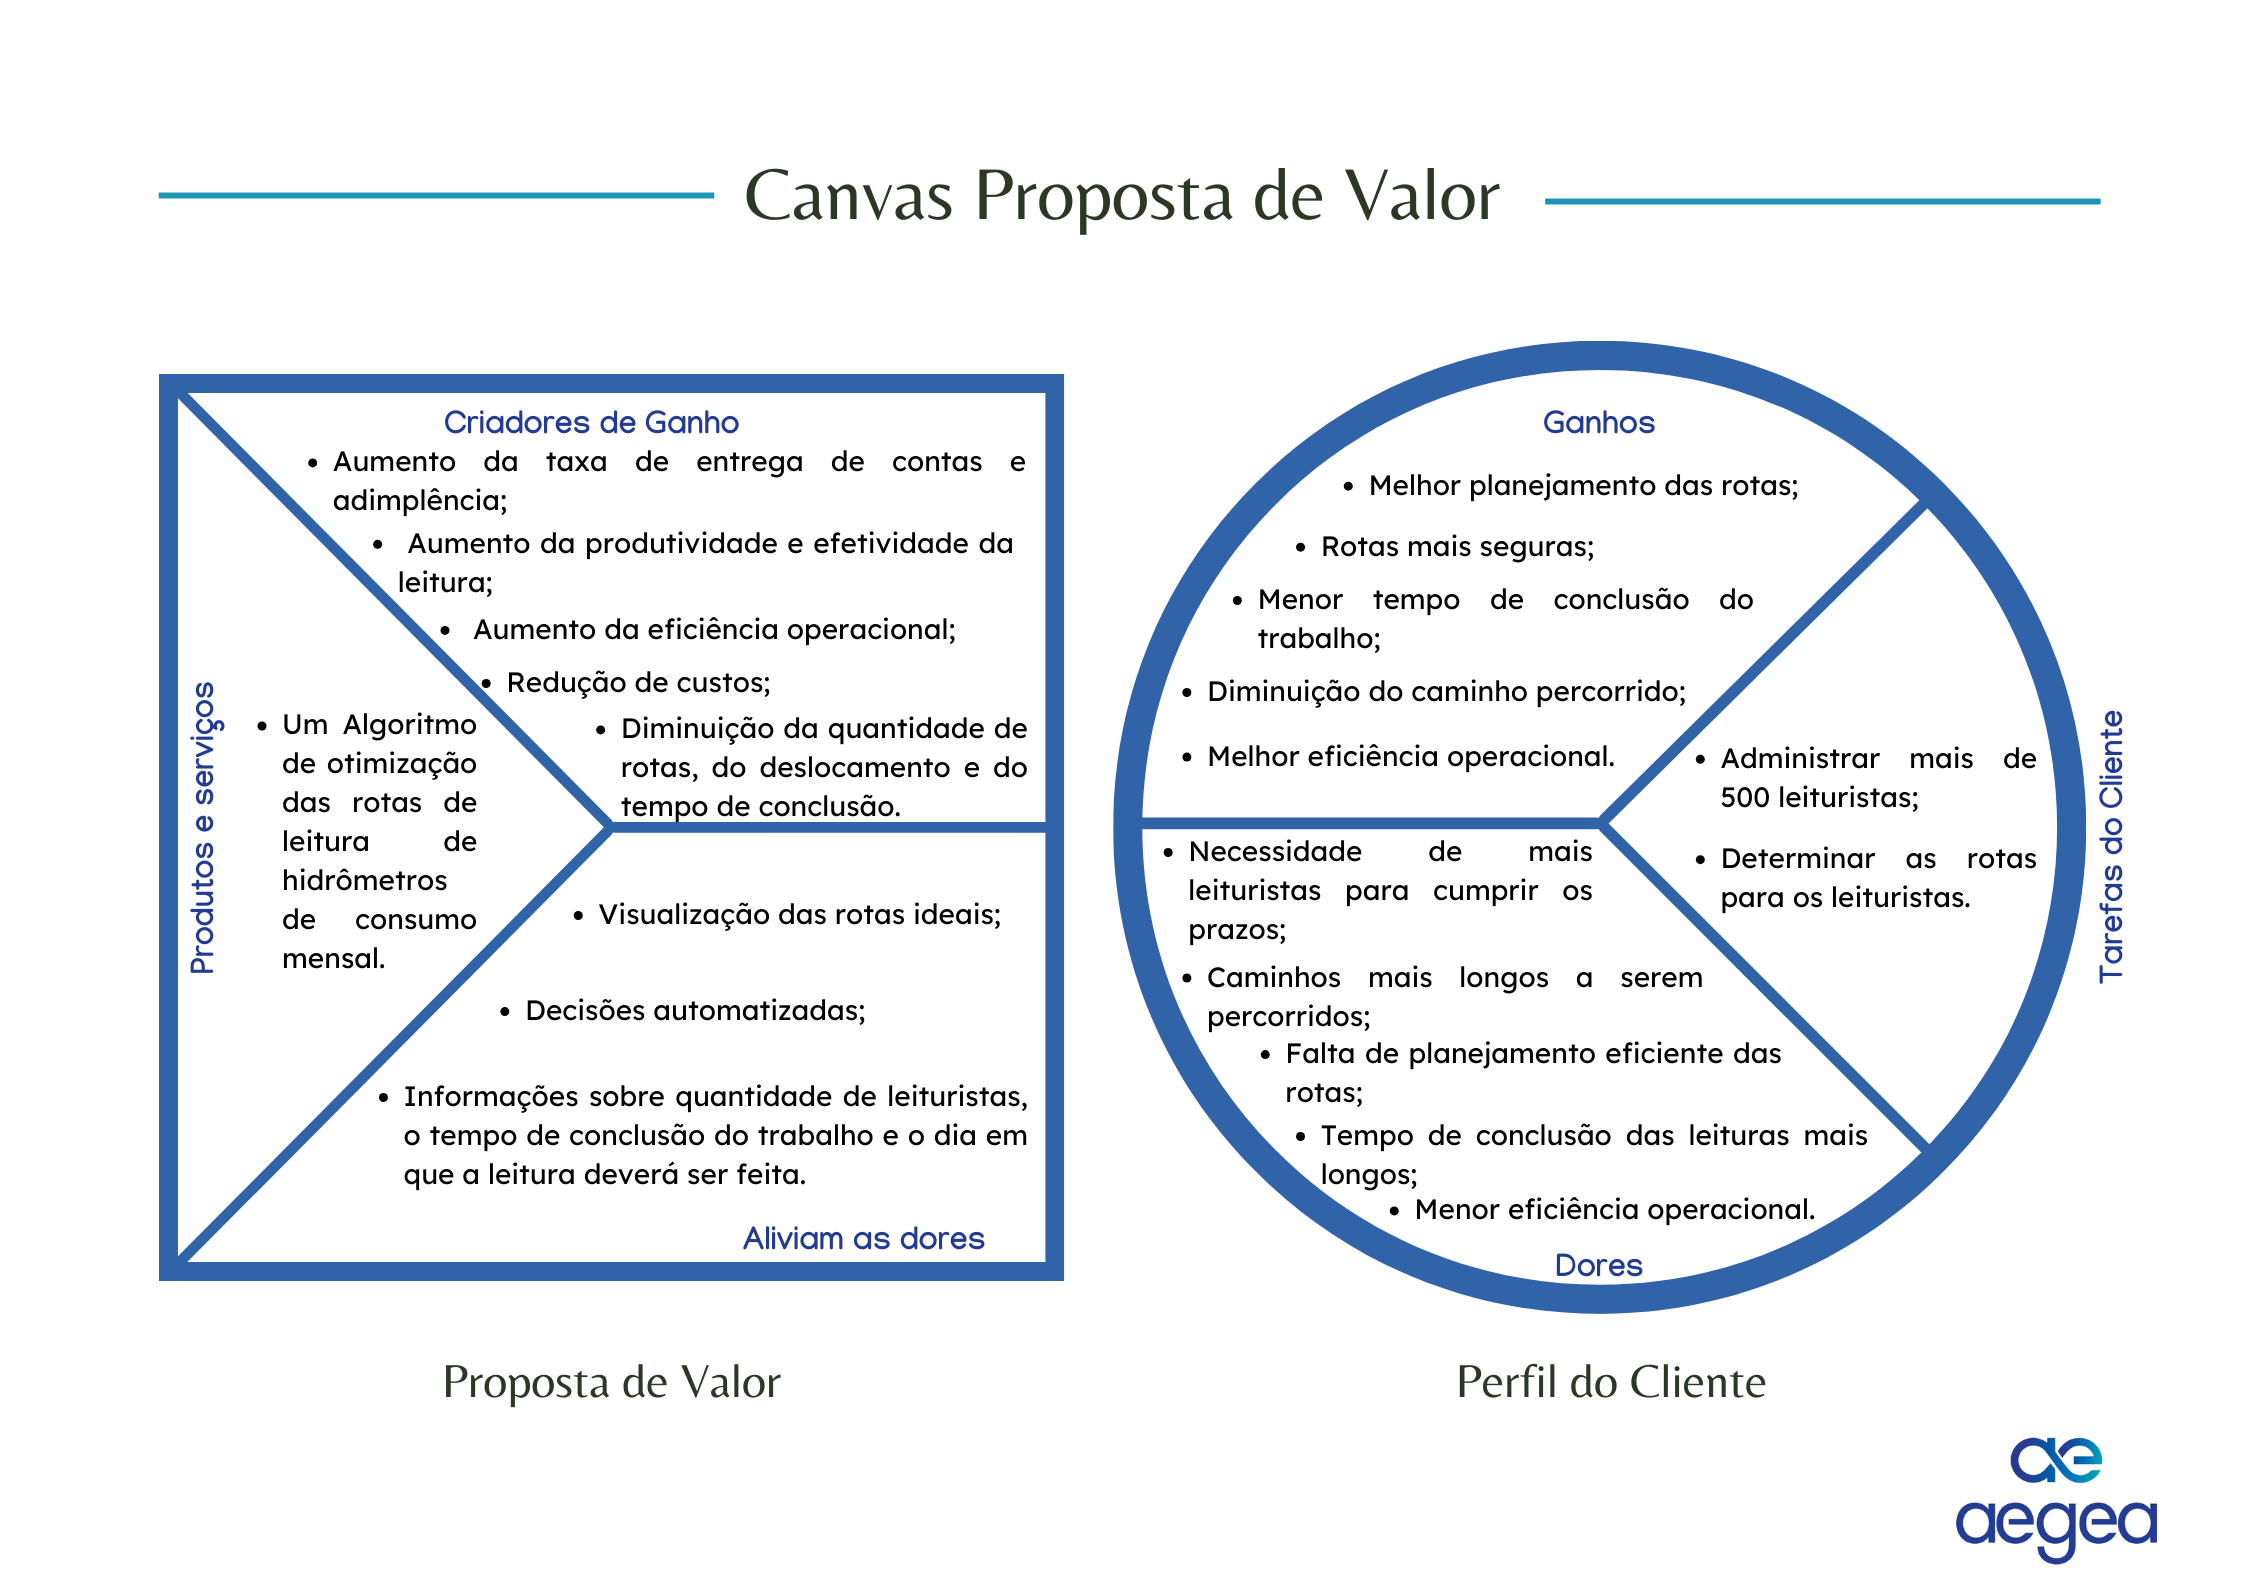 Canvas Proposta de Valor
Criadores de Ganho
• Aumento da taxa de entrega de contas e
adimplência;
• Aumento da produtividade e efetividade da
leitura;
• Aumento da eficiência operacional;
• Redução de custos;
• Diminuição da quantidade de
rotas, do deslocamento e do
tempo de conclusão.
Produtos e serviços
• Um Algoritmo
de otimização
das rotas de
leitura de
hidrômetros
de consumo
mensal.
• Visualização das rotas ideais;
• Decisões automatizadas;
• Informações sobre quantidade de leituristas,
o tempo de conclusão do trabalho e o dia em
que a leitura deverá ser feita.
Aliviam as dores
Proposta de Valor
Ganhos
• Melhor planejamento das rotas;
• Rotas mais seguras;
• Menor tempo de conclusão do
trabalho;
• Diminuição do caminho percorrido;
• Melhor eficiência operacional.
• Administrar mais de
500 leituristas;
• Determinar as rotas
para os leituristas.
Tarefas do Cliente
• Necessidade de mais
leituristas para cumprir os
prazos;
• Caminhos mais longos a serem
percorridos;
• Falta de planejamento eficiente das
rotas;
• Tempo de conclusão das leituras mais
longos;
• Menor eficiência operacional.
Dores
Perfil do Cliente
ae
aegea